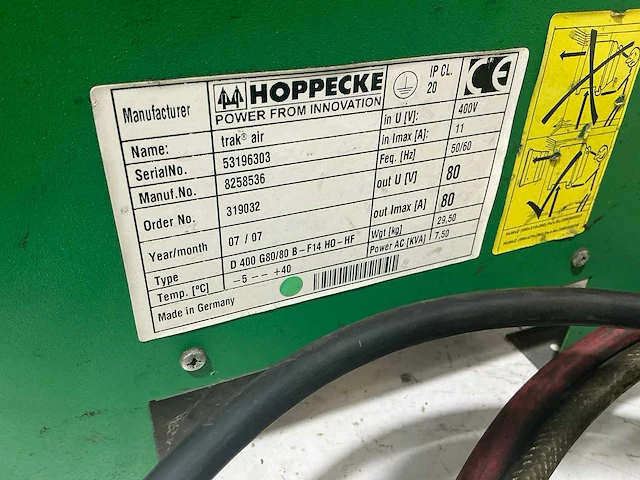 Manufacturer HOPPECKE
POWER FROM INNOVATION
IP CL.
20
CE
Name: trak® air in U [V]: 400V
SerialNo. 53196303 in Imax [A]: 11
Manuf.No. 8258536 Feq. [Hz] 50/60
Order No. 319032 out U [V] 80
out Imax [A] 80
Year/month 07 / 07 Wgt [kg] 29,50
Type D 400 G80/80 B-F14 HO-HF Power AC [KVA] 7,50
Temp. [°C] -5 -- +40
Made in Germany